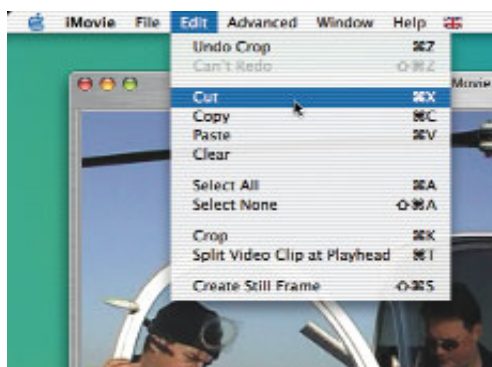 iMovie File Edit Advanced Window Help
Undo Crop ⌘Z
Can't Redo ⇧⌘Z
Movie
Cut ⌘X
Copy ⌘C
Paste ⌘V
Clear
Select All ⌘A
Select None ⇧⌘A
Crop ⌘K
Split Video Clip at Playhead ⌘T
Create Still Frame ⇧⌘S